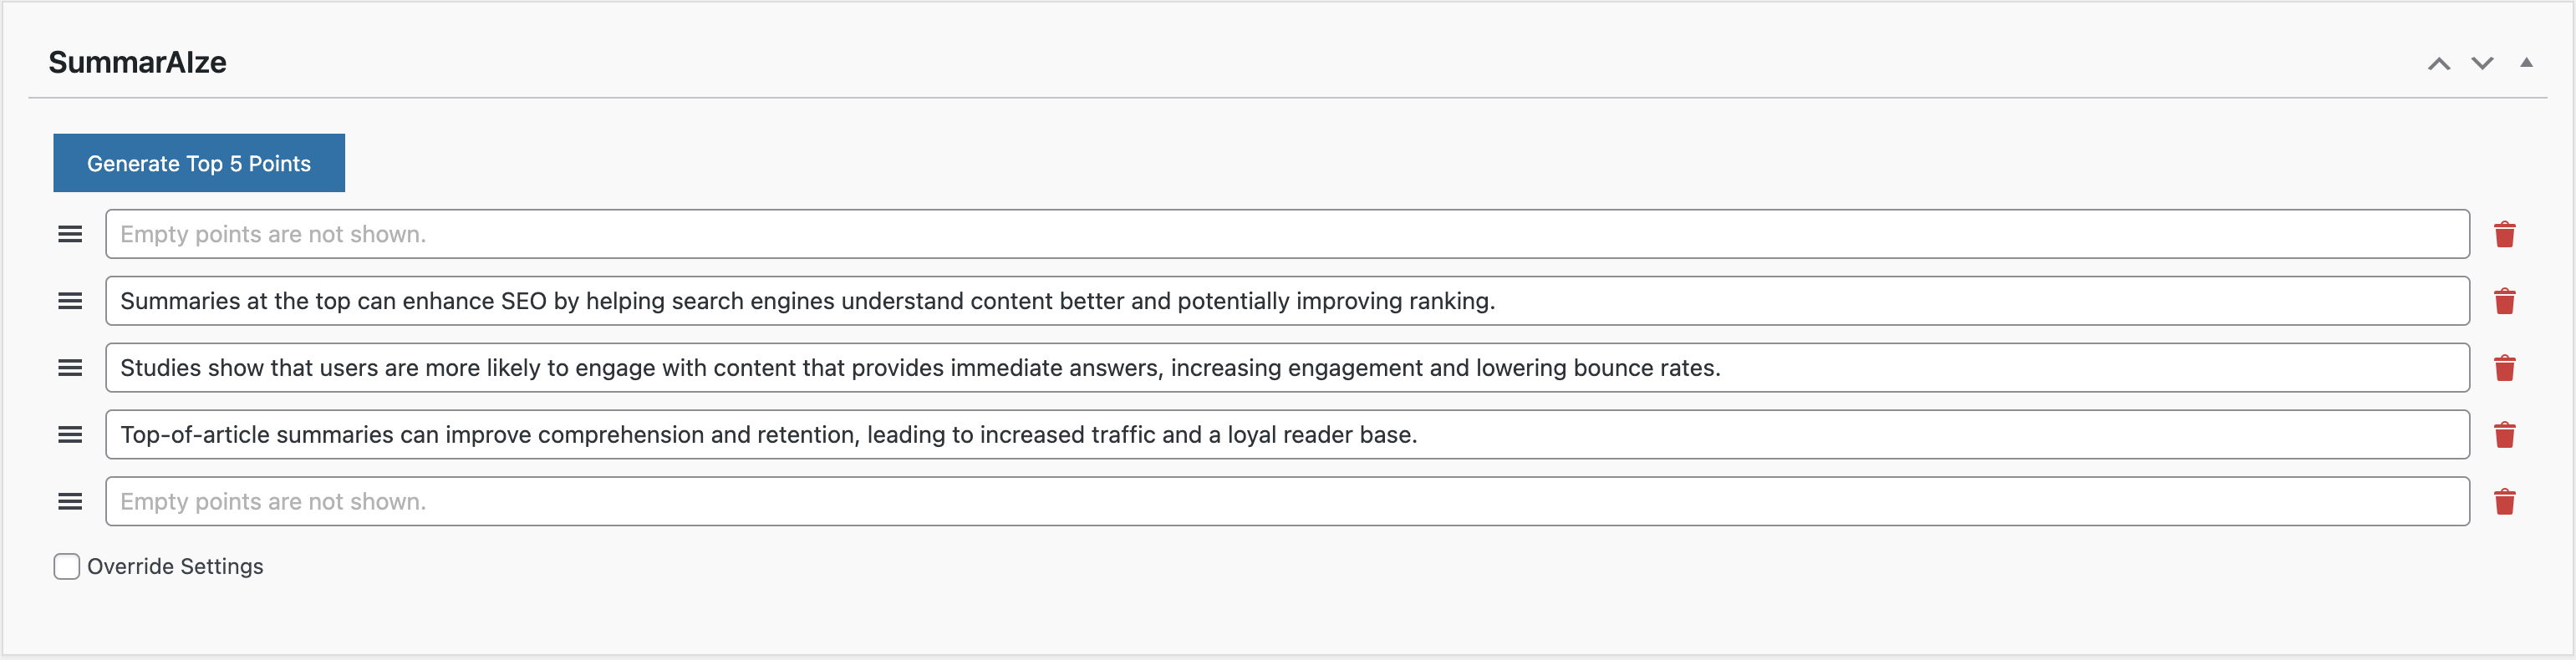 SummarAIze
Generate Top 5 Points
Empty points are not shown.
Summaries at the top can enhance SEO by helping search engines understand content better and potentially improving ranking.
Studies show that users are more likely to engage with content that provides immediate answers, increasing engagement and lowering bounce rates.
Top-of-article summaries can improve comprehension and retention, leading to increased traffic and a loyal reader base.
Empty points are not shown.
Override Settings